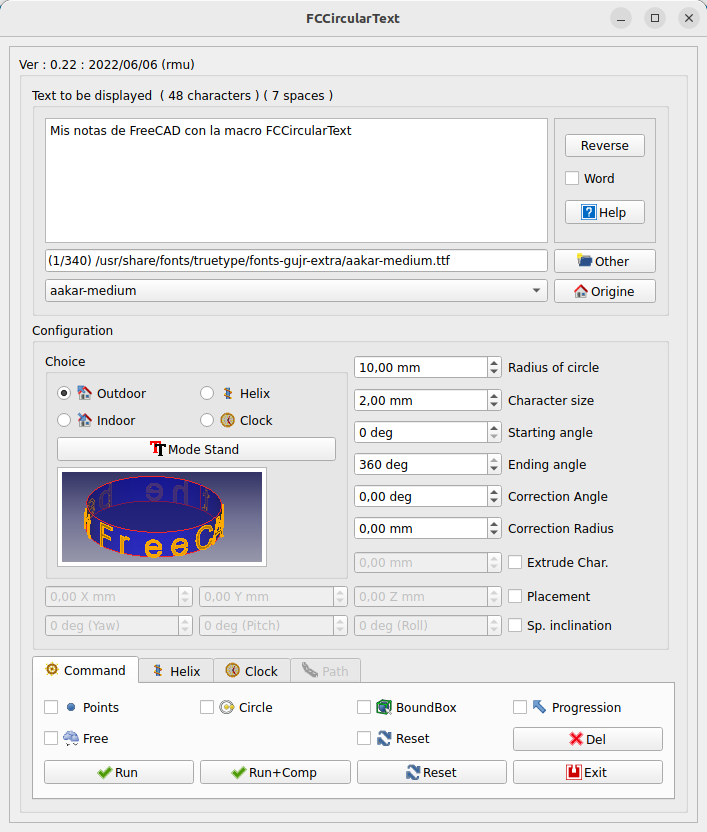 FCCircularText
Ver : 0.22 : 2022/06/06 (rmu)
Text to be displayed  ( 48 characters ) ( 7 spaces )
Mis notas de FreeCAD con la macro FCCircularText
Reverse
Word
Help
(1/340) /usr/share/fonts/truetype/fonts-gujr-extra/aakar-medium.ttf
Other
aakar-medium
Origine
Configuration
Choice
Outdoor
Helix
Indoor
Clock
Mode Stand
the
FreeCA
10,00 mm Radius of circle
2,00 mm Character size
0 deg Starting angle
360 deg Ending angle
0,00 deg Correction Angle
0,00 mm Correction Radius
0,00 mm Extrude Char.
0,00 X mm 0,00 Y mm 0,00 Z mm Placement
0 deg (Yaw) 0 deg (Pitch) 0 deg (Roll) Sp. inclination
Command Helix Clock Path
Points Circle BoundBox Progression
Free Reset Del
Run Run+Comp Reset Exit